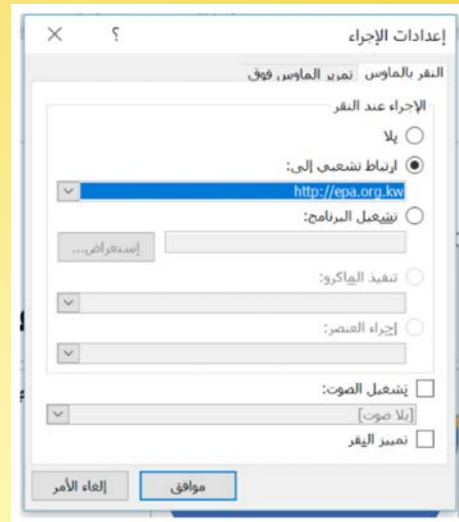 إعدادات الإجراء
النقر بالماوس تمرير الماوس فوق
الإجراء عند النقر
بلا
ارتباط تشعبي إلى:
http://epa.org.kw
تشغيل البرنامج:
إستعراض...
تنفيذ الماكرو:
إجراء العنصر:
تشغيل الصوت:
[بلا صوت]
تمييز النقر
موافق إلغاء الأمر